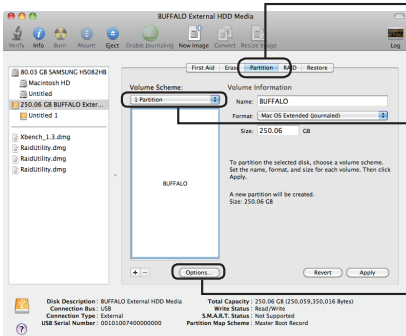 BUFFALO External HDD Media
Verify Info Burn Mount Eject Enable Journaling New Image Convert Resize Image Log
80.03 GB SAMSUNG HS082HB
Macintosh HD
Untitled
250.06 GB BUFFALO Exter...
Untitled 1
Xbench_1.3.dmg
RaidUtility.dmg
RaidUtility.dmg
RaidUtility.dmg
First Aid Erase Partition RAID Restore
Volume Scheme:
1 Partition
BUFFALO
+ −
Options...
Volume Information
Name: BUFFALO
Format: Mac OS Extended (Journaled)
Size: 250.06 GB
To partition the selected disk, choose a volume scheme.
Set the name, format, and size for each volume. Then click
Apply.
A new partition will be created.
Size: 250.06 GB
Revert Apply
Disk Description : BUFFALO External HDD Media
Connection Bus : USB
Connection Type : External
USB Serial Number : 00101007400000000
Total Capacity : 250.06 GB (250,059,350,016 Bytes)
Write Status : Read/Write
S.M.A.R.T. Status : Not Supported
Partition Map Scheme : Master Boot Record
?